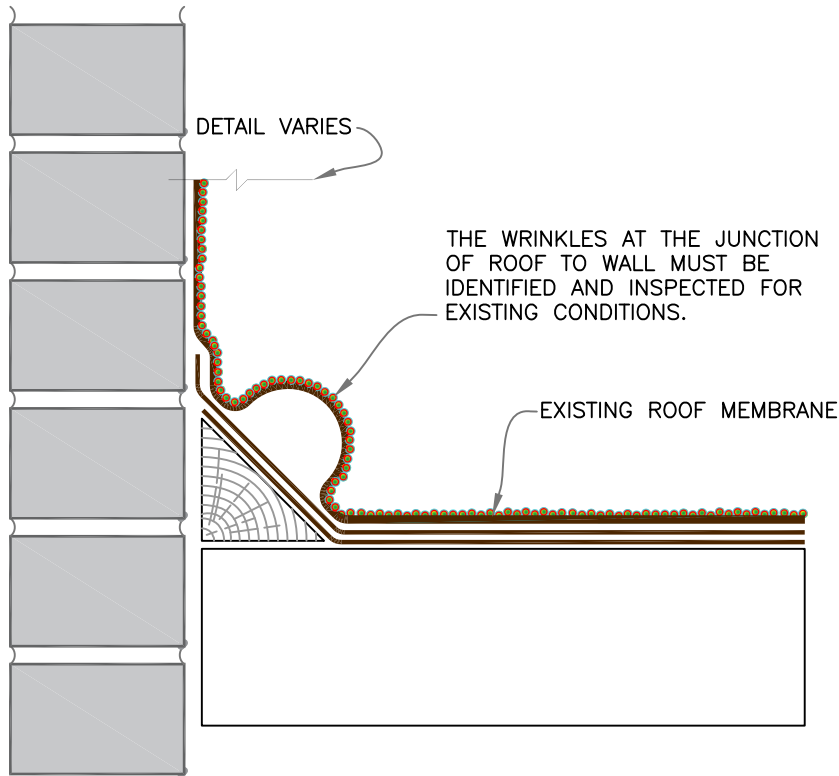 DETAIL VARIES
THE WRINKLES AT THE JUNCTION
OF ROOF TO WALL MUST BE
IDENTIFIED AND INSPECTED FOR
EXISTING CONDITIONS.
EXISTING ROOF MEMBRANE